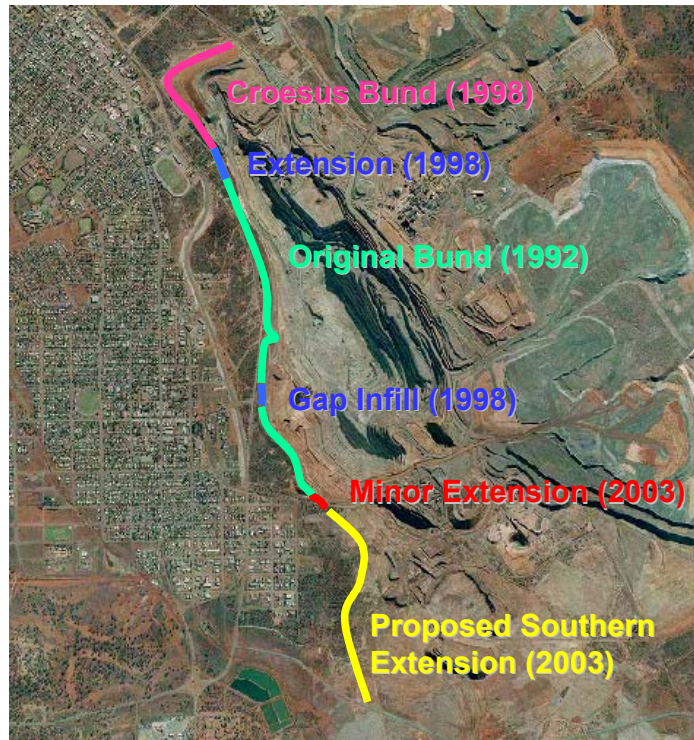 Croesus Bund (1998)
Extension (1998)
Original Bund (1992)
Gap Infill (1998)
Minor Extension (2003)
Proposed Southern
Extension (2003)